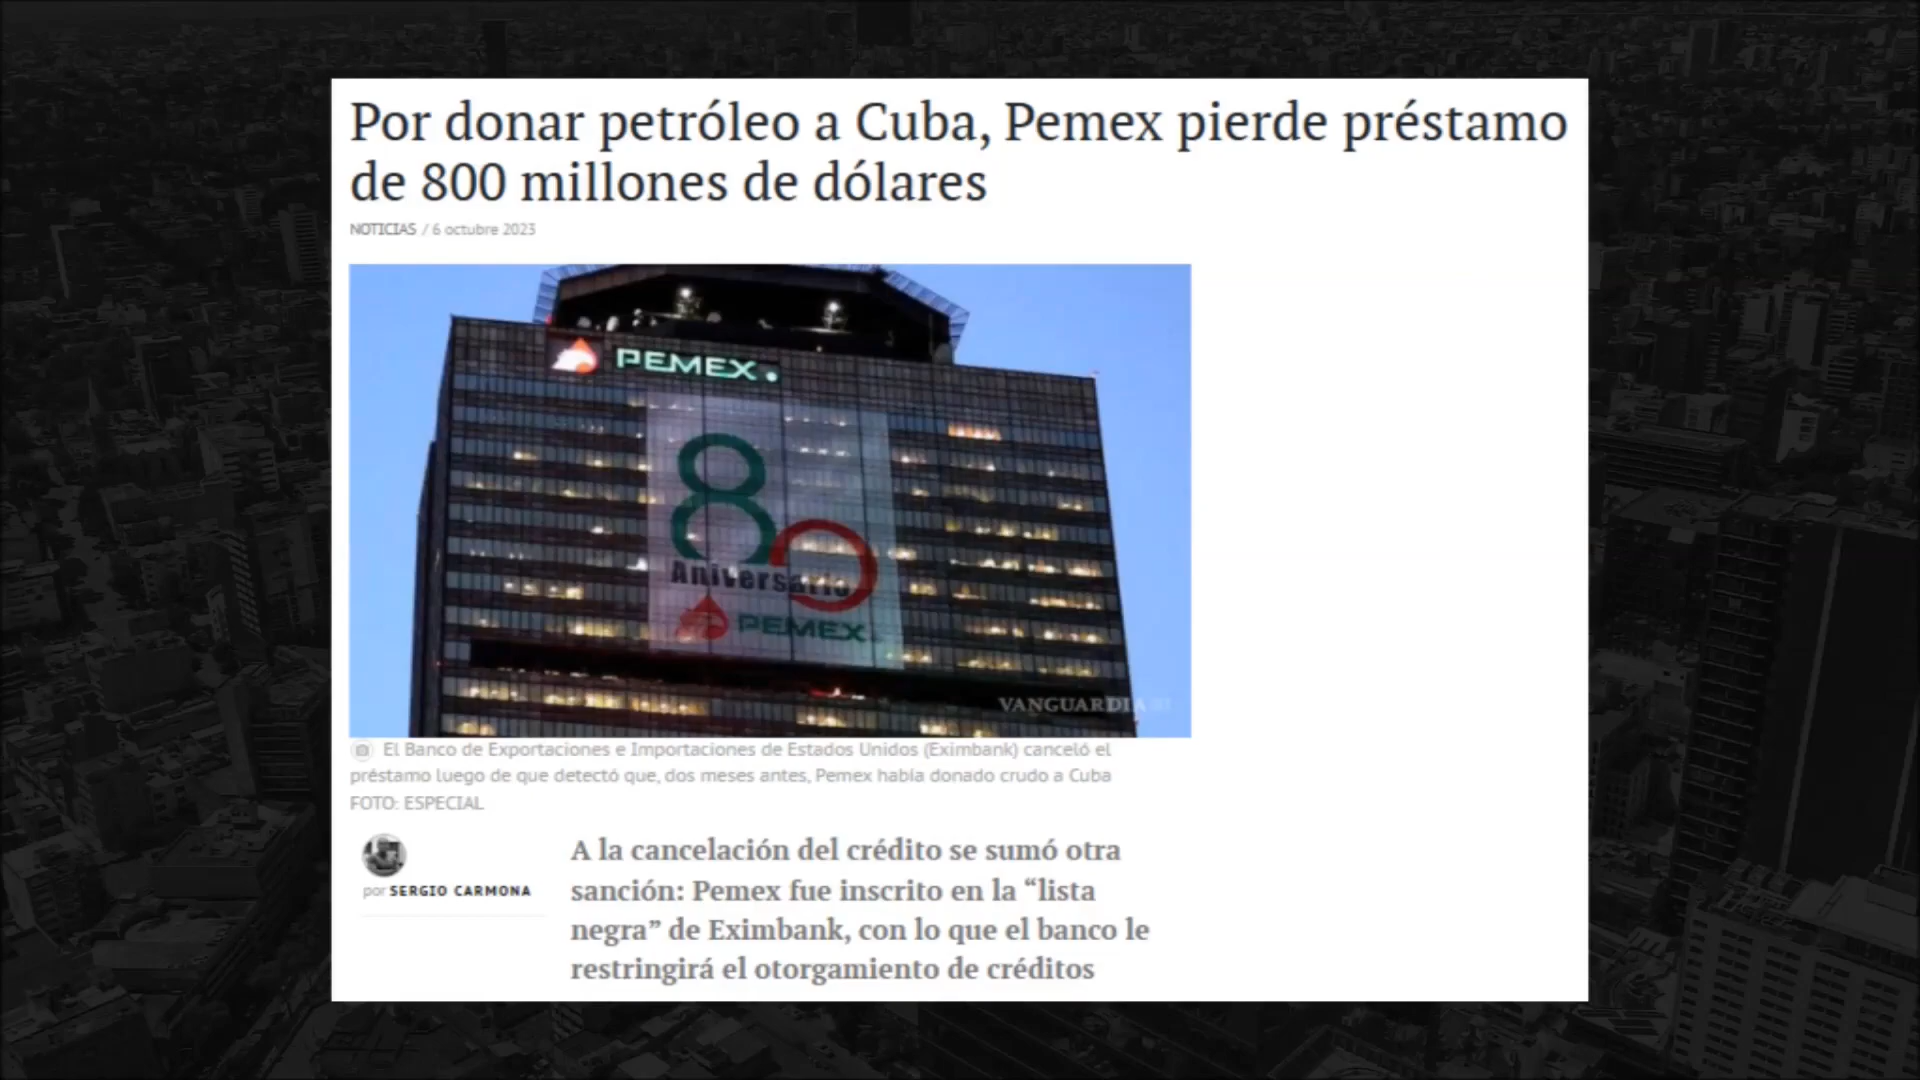 Por donar petróleo a Cuba, Pemex pierde préstamo
de 800 millones de dólares
NOTICIAS / 6 octubre 2023
PEMEX
80
Aniversario
PEMEX
VANGUARDIA
El Banco de Exportaciones e Importaciones de Estados Unidos (Eximbank) canceló el
préstamo luego de que detectó que, dos meses antes, Pemex había donado crudo a Cuba
FOTO: ESPECIAL
por SERGIO CARMONA
A la cancelación del crédito se sumó otra
sanción: Pemex fue inscrito en la “lista
negra” de Eximbank, con lo que el banco le
restringirá el otorgamiento de créditos